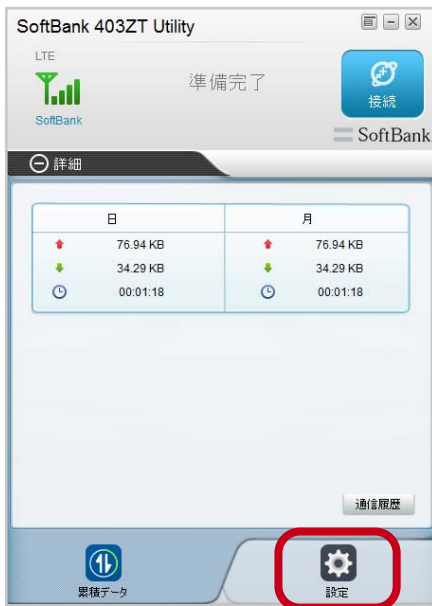 SoftBank 403ZT Utility
LTE
準備完了
SoftBank
接続
SoftBank
詳細
日 月
76.94 KB 76.94 KB
34.29 KB 34.29 KB
00:01:18 00:01:18
通信履歴
累積データ 設定